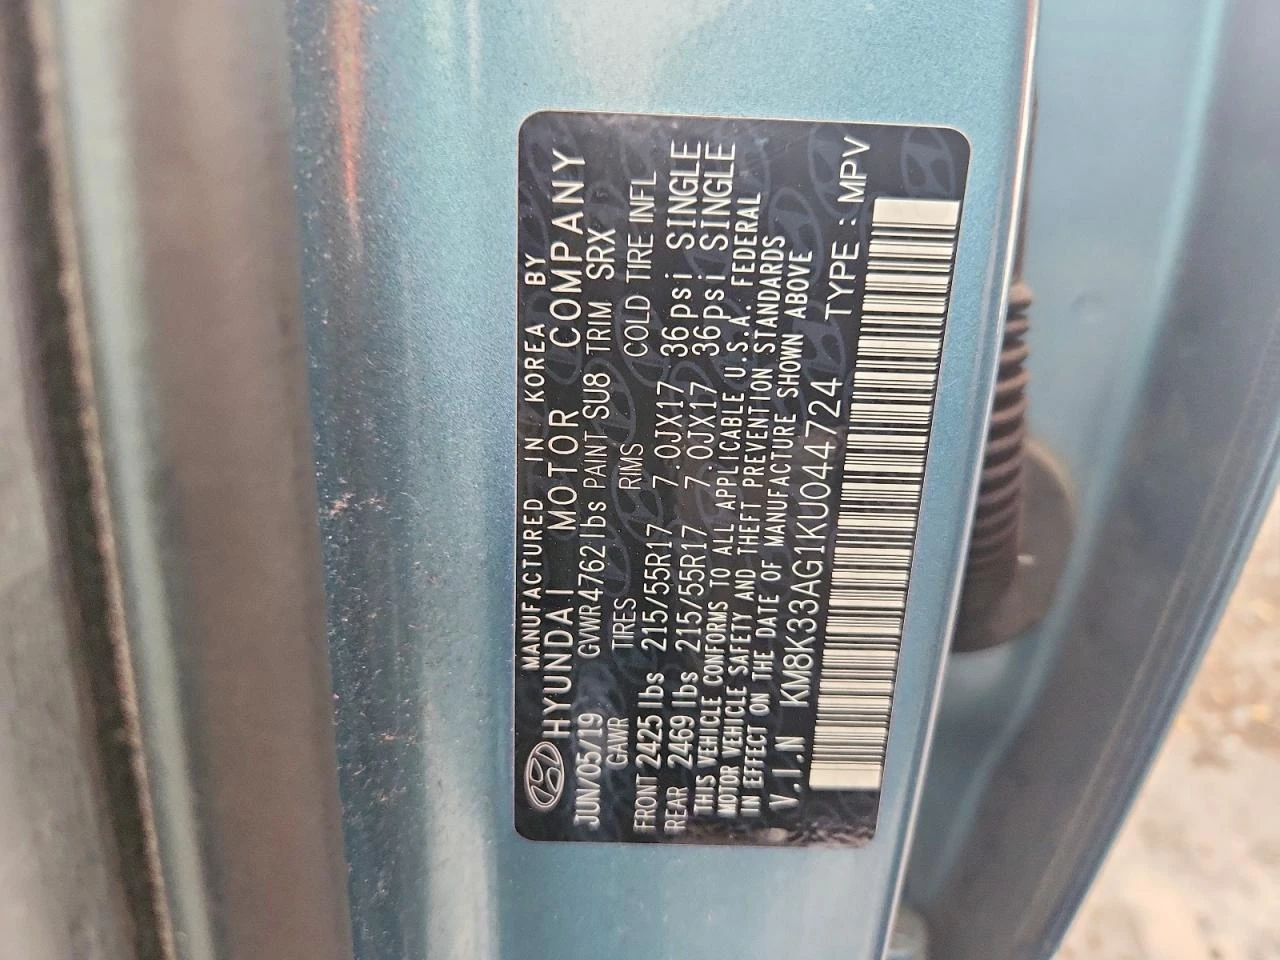 MANUFACTURED IN KOREA BY
HYUNDAI MOTOR COMPANY
JUN/05/19 GVWR4762lbs PAINT SU8 TRIM SRX
GAWR TIRES RIMS COLD TIRE INFL
FRONT 2425 lbs 215/55R17 7.0JX17 36psi SINGLE
REAR 2469 lbs 215/55R17 7.0JX17 36psi SINGLE
THIS VEHICLE CONFORMS TO ALL APPLICABLE U.S.A. FEDERAL
MOTOR VEHICLE SAFETY AND THEFT PREVENTION STANDARDS
IN EFFECT ON THE DATE OF MANUFACTURE SHOWN ABOVE
V.I.N KM8K33AG1KU044724 TYPE : MPV